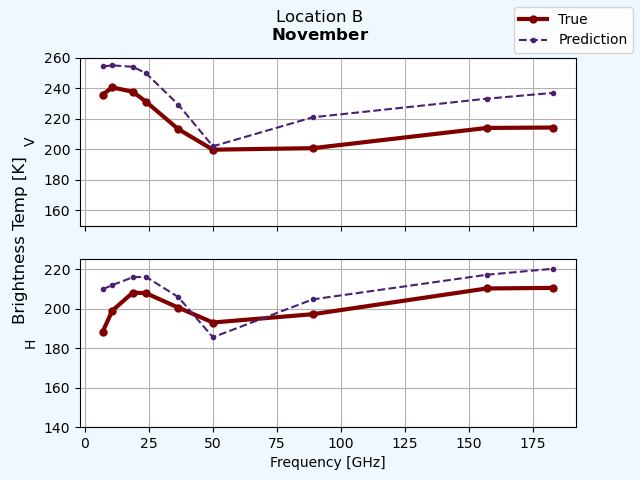 Location B
November
True
Prediction
260
240
220
200
180
160
V
Brightness Temp [K]
220
200
180
160
140
H
0 25 50 75 100 125 150 175
Frequency [GHz]